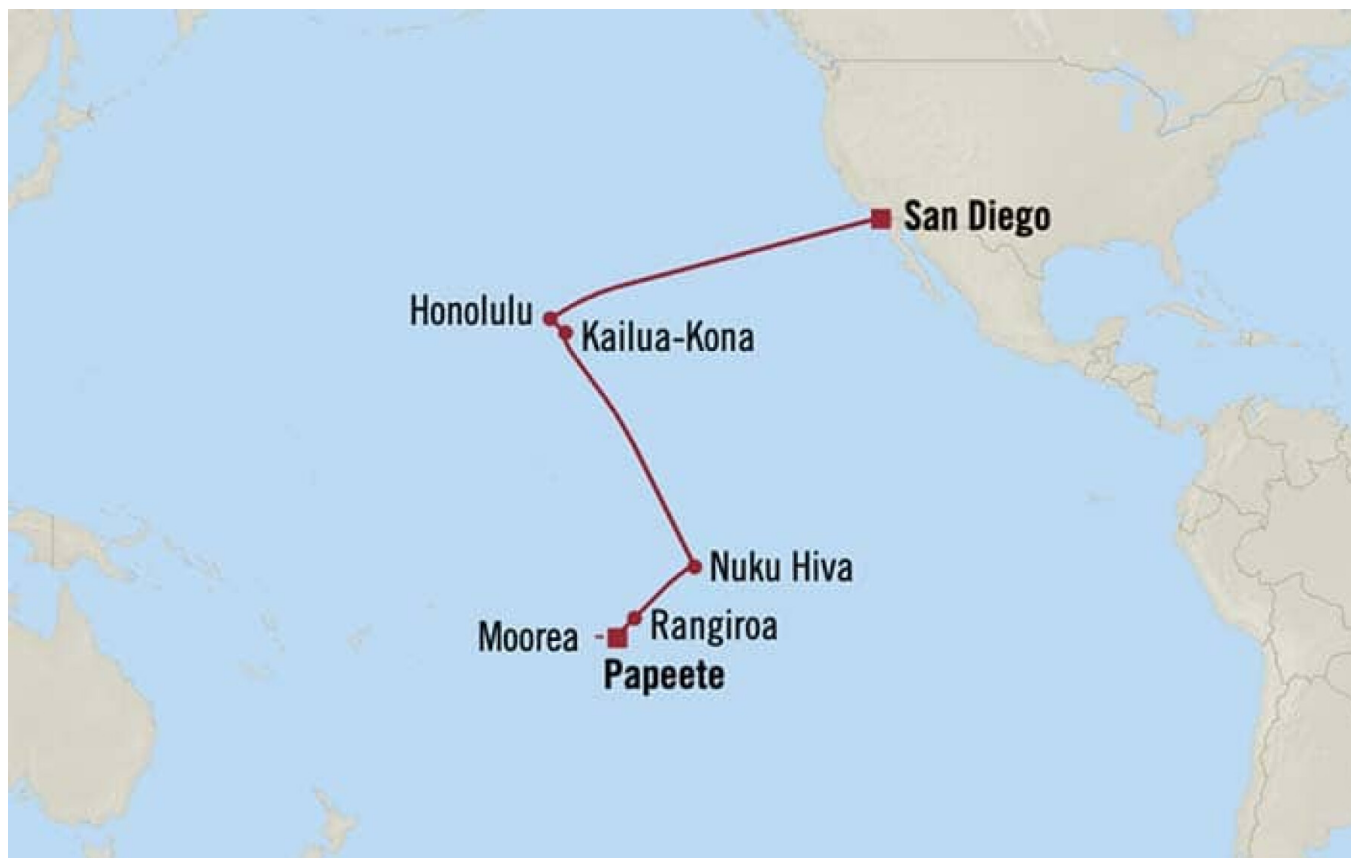 San Diego
Honolulu
Kailua-Kona
Nuku Hiva
Rangiroa
Moorea
Papeete